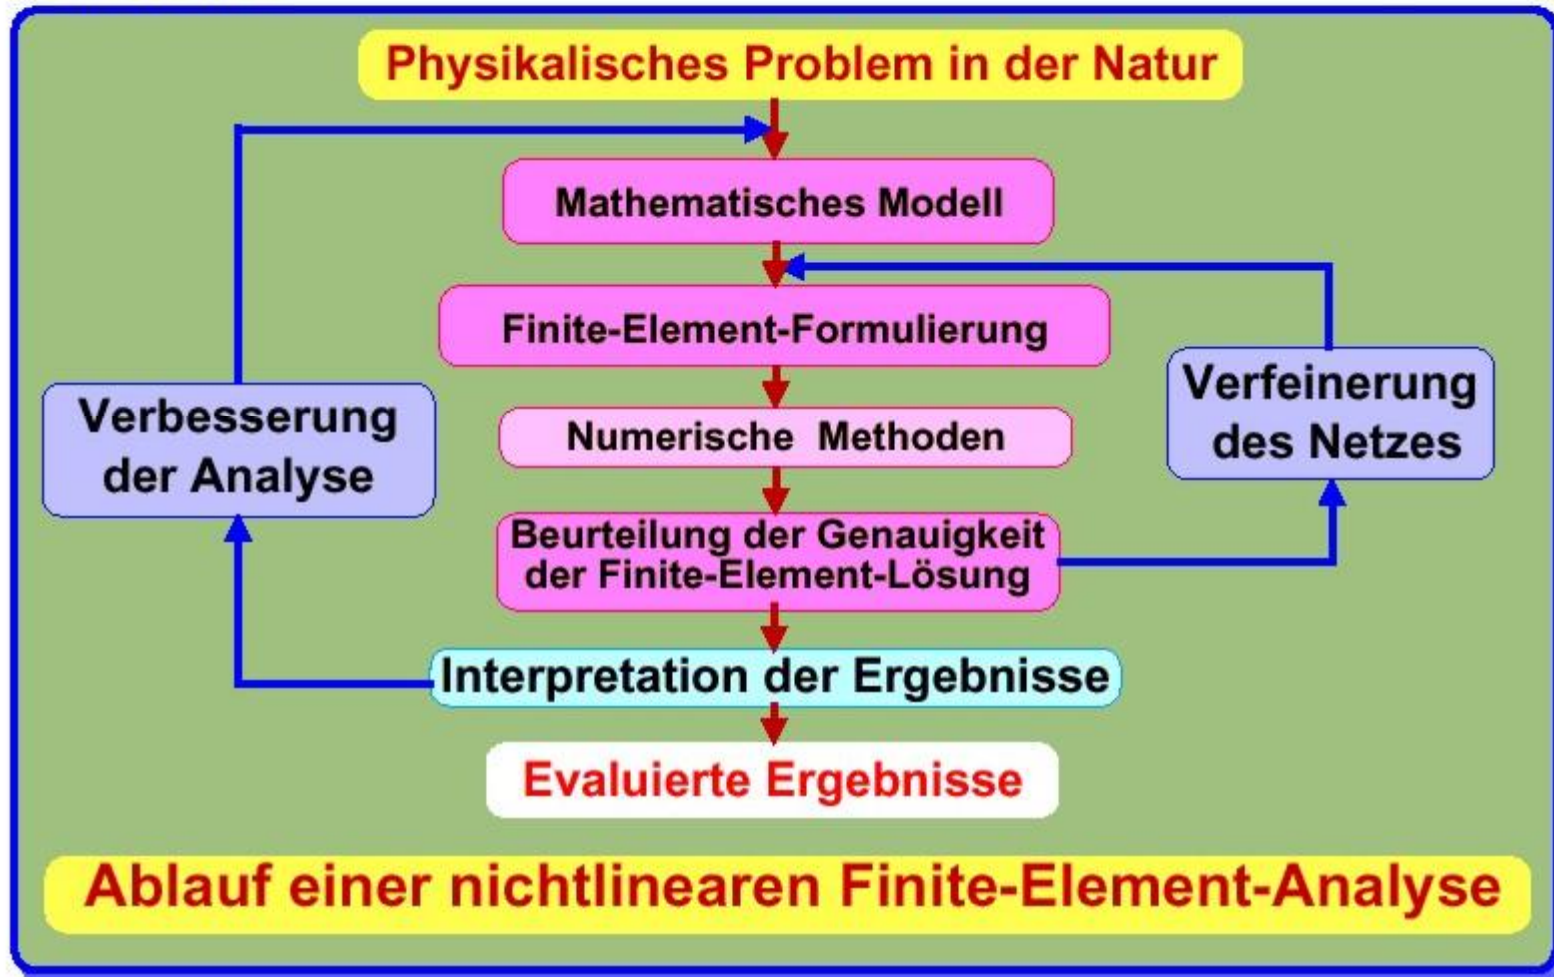 Physikalisches Problem in der Natur
Mathematisches Modell
Finite-Element-Formulierung
Verbesserung
der Analyse
Verfeinerung
des Netzes
Numerische Methoden
Beurteilung der Genauigkeit
der Finite-Element-Lösung
Interpretation der Ergebnisse
Evaluierte Ergebnisse
Ablauf einer nichtlinearen Finite-Element-Analyse